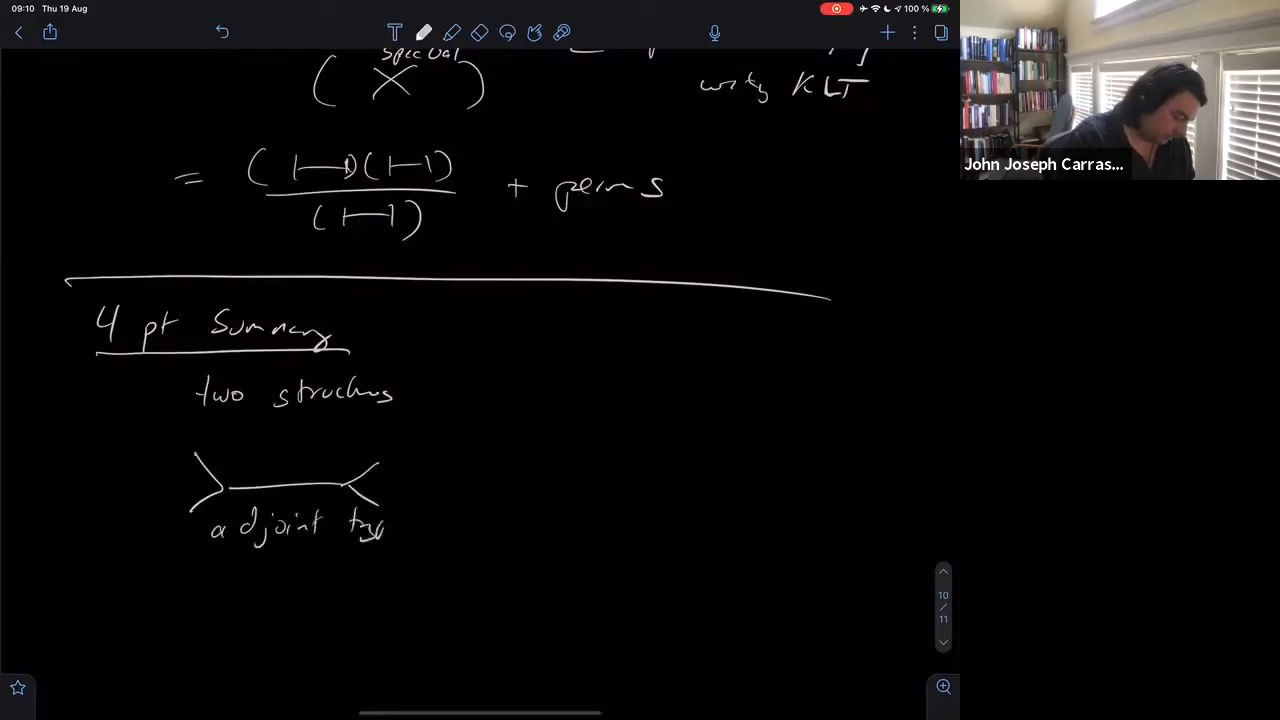 09:10 Thu 19 Aug
100 %
special
using KLT
= + perms
4 pt Summary
two structures
adjoint type
10
/
11
John Joseph Carras...